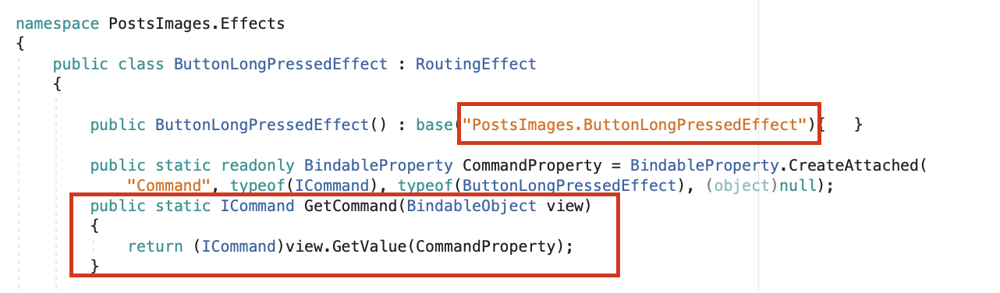 namespace PostsImages.Effects
{
public class ButtonLongPressedEffect : RoutingEffect
{
public ButtonLongPressedEffect() : base("PostsImages.ButtonLongPressedEffect"){   }
public static readonly BindableProperty CommandProperty = BindableProperty.CreateAttached(
"Command", typeof(ICommand), typeof(ButtonLongPressedEffect), (object)null);
public static ICommand GetCommand(BindableObject view)
{
return (ICommand)view.GetValue(CommandProperty);
}